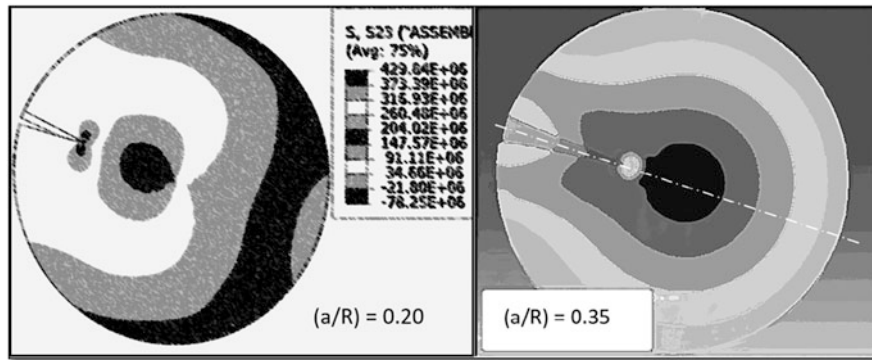 S, S23 ("ASSEMB
(Avg: 75%)
429.84E+06
373.39E+06
316.93E+06
260.48E+06
204.02E+06
147.57E+06
91.11E+06
34.66E+06
-21.80E+06
-78.25E+06
(a/R) = 0.20
(a/R) = 0.35